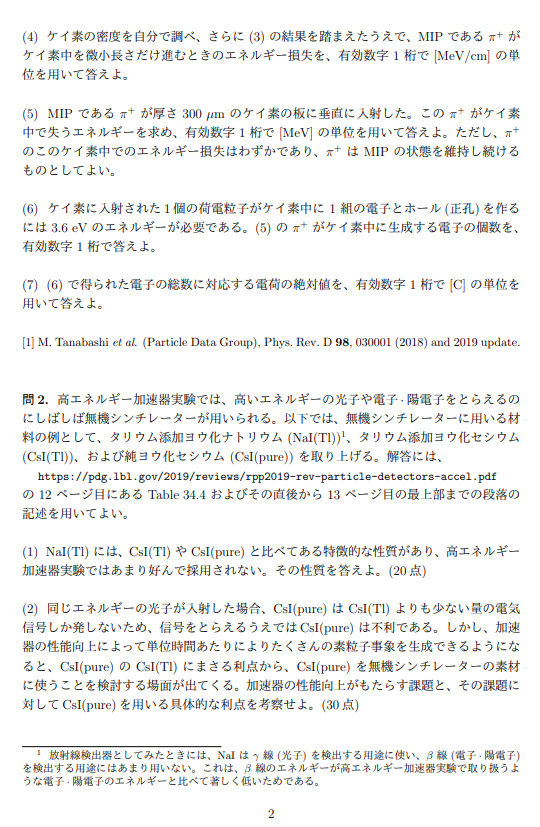 (4) ケイ素の密度を自分で調べ、さらに (3) の結果を踏まえたうえで、MIP である π⁺ が
ケイ素中を微小長さだけ進むときのエネルギー損失を、有効数字 1 桁で [MeV/cm] の単
位を用いて答えよ。
(5) MIP である π⁺ が厚さ 300 μm のケイ素の板に垂直に入射した。この π⁺ がケイ素
中で失うエネルギーを求め、有効数字 1 桁で [MeV] の単位を用いて答えよ。ただし、π⁺
のこのケイ素中でのエネルギー損失はわずかであり、π⁺ は MIP の状態を維持し続ける
ものとしてよい。
(6) ケイ素に入射された 1 個の荷電粒子がケイ素中に 1 組の電子とホール (正孔) を作る
には 3.6 eV のエネルギーが必要である。(5) の π⁺ がケイ素中に生成する電子の個数を、
有効数字 1 桁で答えよ。
(7) (6) で得られた電子の総数に対応する電荷の絶対値を、有効数字 1 桁で [C] の単位を
用いて答えよ。
[1] M. Tanabashi et al. (Particle Data Group), Phys. Rev. D 98, 030001 (2018) and 2019 update.
問 2. 高エネルギー加速器実験では、高いエネルギーの光子や電子・陽電子をとらえるの
にしばしば無機シンチレーターが用いられる。以下では、無機シンチレーターに用いる材
料の例として、タリウム添加ヨウ化ナトリウム (NaI(Tl))¹、タリウム添加ヨウ化セシウム
(CsI(Tl))、および純ヨウ化セシウム (CsI(pure)) を取り上げる。解答には、
https://pdg.lbl.gov/2019/reviews/rpp2019-rev-particle-detectors-accel.pdf
の 12 ページ目にある Table 34.4 およびその直後から 13 ページ目の最上部までの段落の
記述を用いてよい。
(1) NaI(Tl) には、CsI(Tl) や CsI(pure) と比べてある特徴的な性質があり、高エネルギー
加速器実験ではあまり好んで採用されない。その性質を答えよ。(20 点)
(2) 同じエネルギーの光子が入射した場合、CsI(pure) は CsI(Tl) よりも少ない量の電気
信号しか発しないため、信号をとらえるうえでは CsI(pure) は不利である。しかし、加速
器の性能向上によって単位時間あたりによりたくさんの素粒子事象を生成できるようにな
ると、CsI(pure) の CsI(Tl) にまさる利点から、CsI(pure) を無機シンチレーターの素材
に使うことを検討する場面が出てくる。加速器の性能向上がもたらす課題と、その課題に
対して CsI(pure) を用いる具体的な利点を考察せよ。(30 点)
¹ 放射線検出器としてみたときには、NaI は γ 線 (光子) を検出する用途に使い、β 線 (電子・陽電子)
を検出する用途にはあまり用いない。これは、β 線のエネルギーが高エネルギー加速器実験で取り扱うよ
うな電子・陽電子のエネルギーと比べて著しく低いためである。
2